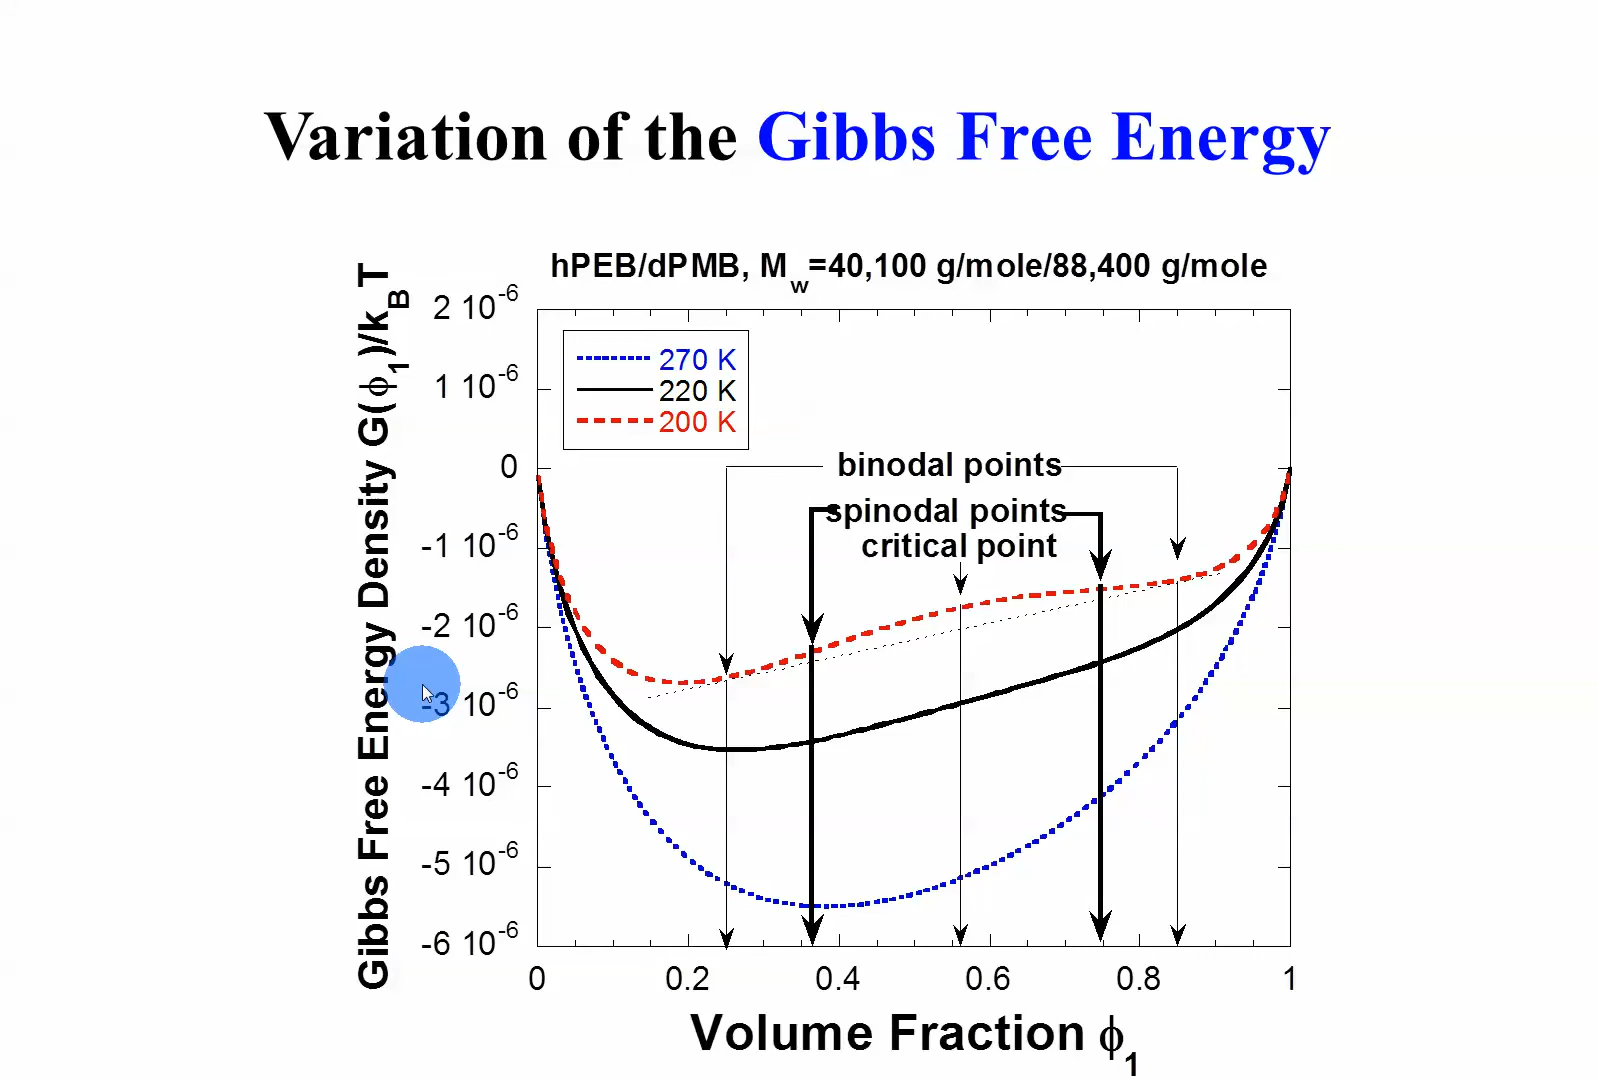 Variation of the Gibbs Free Energy
hPEB/dPMB, Mw=40,100 g/mole/88,400 g/mole
Gibbs Free Energy Density G(ϕ1)/kBT
2 10-6
1 10-6
0
-1 10-6
-2 10-6
-3 10-6
-4 10-6
-5 10-6
-6 10-6
270 K
220 K
200 K
binodal points
spinodal points
critical point
0 0.2 0.4 0.6 0.8 1
Volume Fraction ϕ1